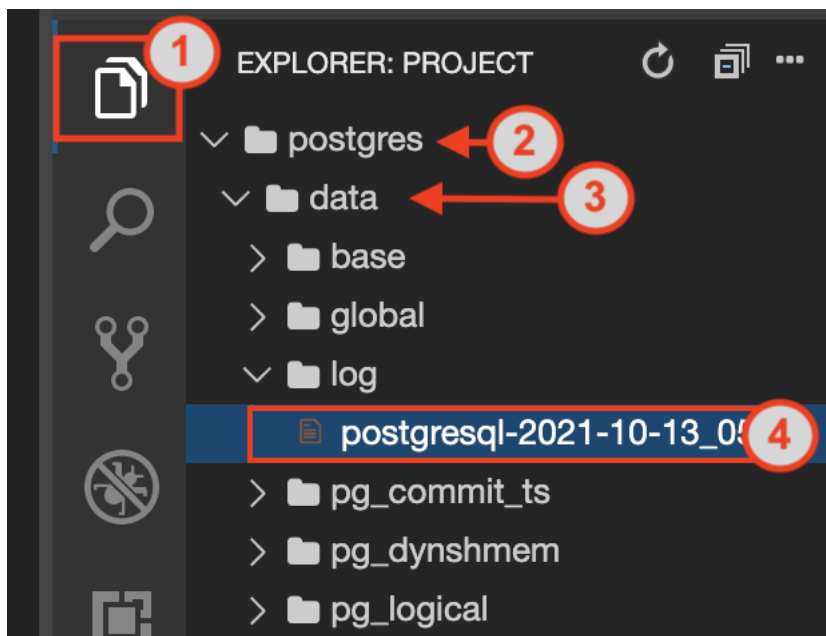 1
EXPLORER: PROJECT
postgres 2
data 3
base
global
log
postgresql-2021-10-13_05 4
pg_commit_ts
pg_dynshmem
pg_logical